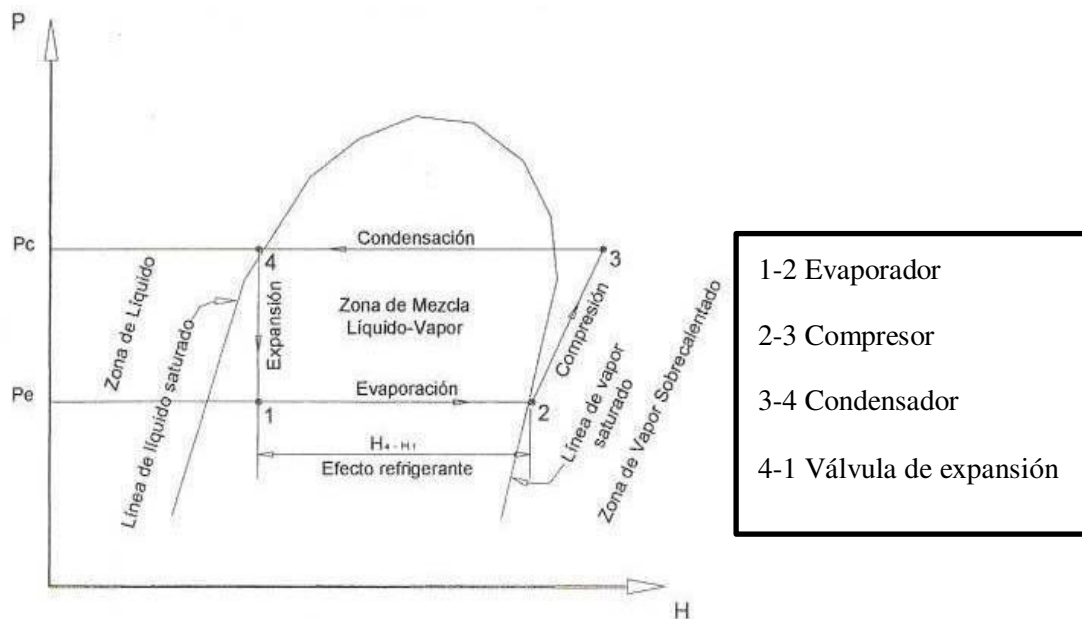 P
Pc
Condensación
4
3
Zona de Líquido
Línea de líquido saturado
Expansión
Zona de Mezcla
Líquido-Vapor
Compresión
Pe
Evaporación
1
2
H₄ - H₁
Efecto refrigerante
Línea de vapor
saturado
Zona de Vapor Sobrecalentado
H
1-2 Evaporador
2-3 Compresor
3-4 Condensador
4-1 Válvula de expansión